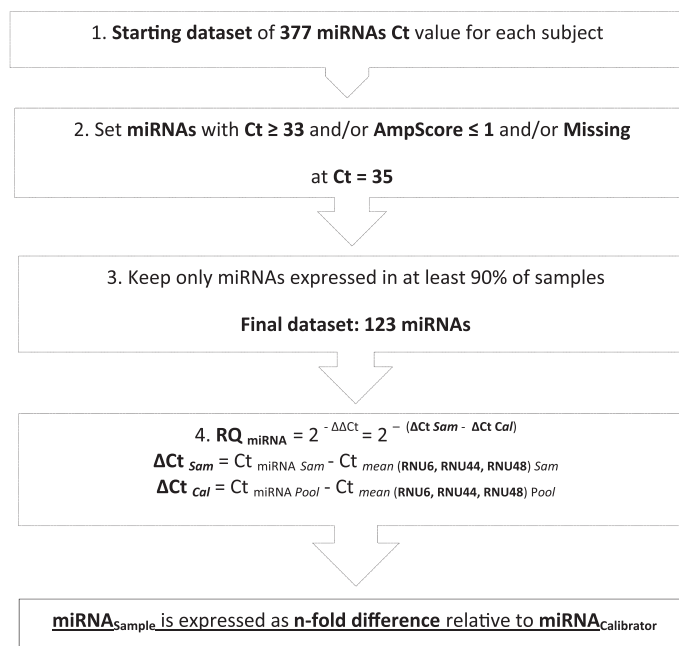 1. Starting dataset of 377 miRNAs Ct value for each subject
2. Set miRNAs with Ct ≥ 33 and/or AmpScore ≤ 1 and/or Missing
at Ct = 35
3. Keep only miRNAs expressed in at least 90% of samples
Final dataset: 123 miRNAs
4. RQ miRNA = 2 - ΔΔCt = 2 – (ΔCt Sam - ΔCt Cal)
ΔCt Sam = Ct miRNA Sam - Ct mean (RNU6, RNU44, RNU48) Sam
ΔCt Cal = Ct miRNA Pool - Ct mean (RNU6, RNU44, RNU48) Pool
miRNASample is expressed as n-fold difference relative to miRNACalibrator